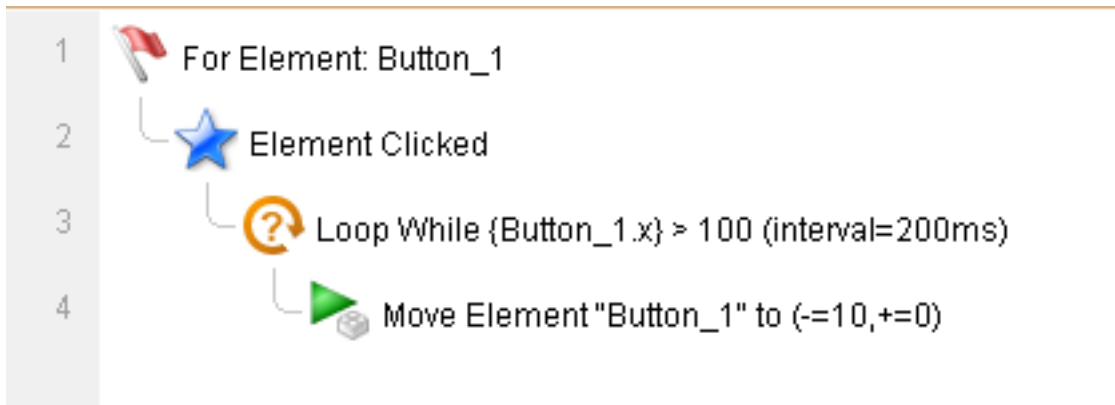 1 For Element: Button_1
2 Element Clicked
3 Loop While {Button_1.x} > 100 (interval=200ms)
4 Move Element "Button_1" to (-=10,+=0)